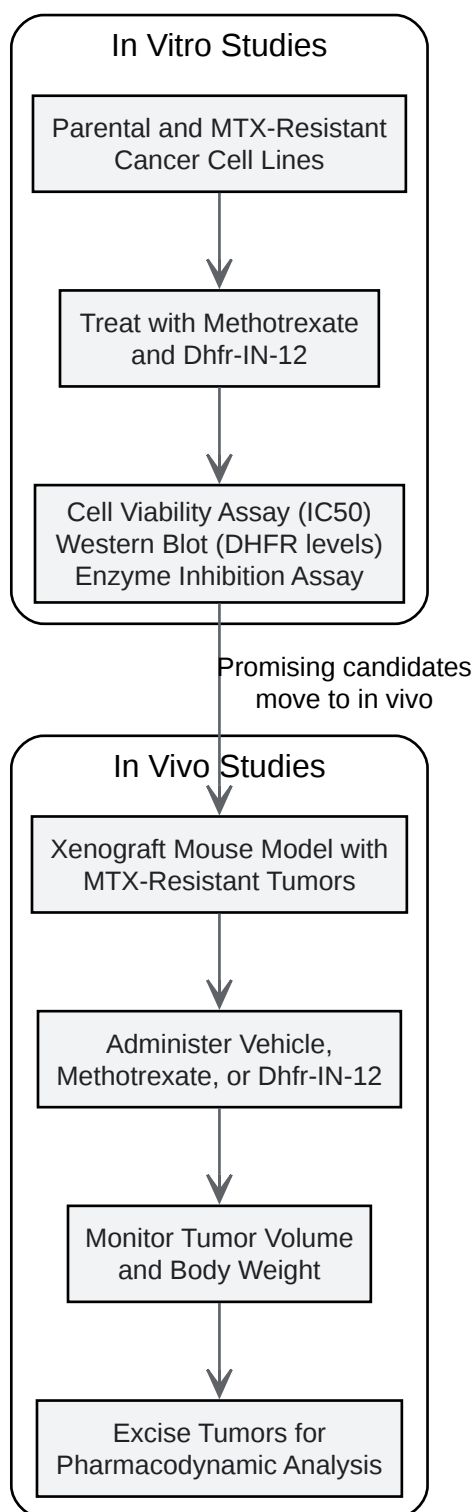 In Vitro Studies
Parental and MTX-Resistant
Cancer Cell Lines
Treat with Methotrexate
and Dhfr-IN-12
Cell Viability Assay (IC50)
Western Blot (DHFR levels)
Enzyme Inhibition Assay
Promising candidates
move to in vivo
In Vivo Studies
Xenograft Mouse Model with
MTX-Resistant Tumors
Administer Vehicle,
Methotrexate, or Dhfr-IN-12
Monitor Tumor Volume
and Body Weight
Excise Tumors for
Pharmacodynamic Analysis